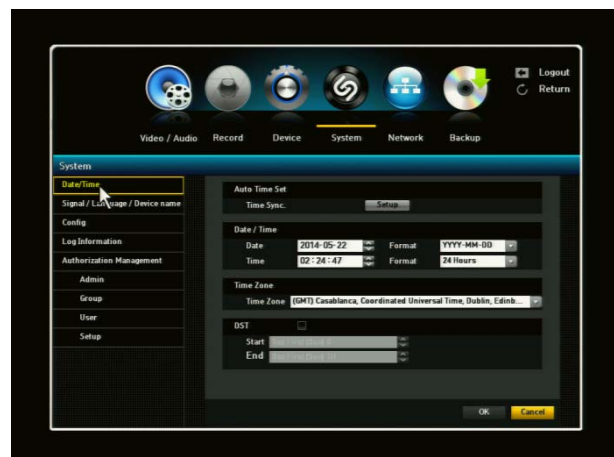 Logout
Return
Video / Audio Record Device System Network Backup
System
Date/Time
Signal / Language / Device name
Config
Log Information
Authorization Management
Admin
Group
User
Setup
Auto Time Set
Time Sync. Setup
Date / Time
Date 2014-05-22 Format YYYY-MM-DD
Time 02:24:47 Format 24 Hours
Time Zone
Time Zone (GMT) Casablanca, Coordinated Universal Time, Dublin, Edinb...
DST
Start
End
OK Cancel